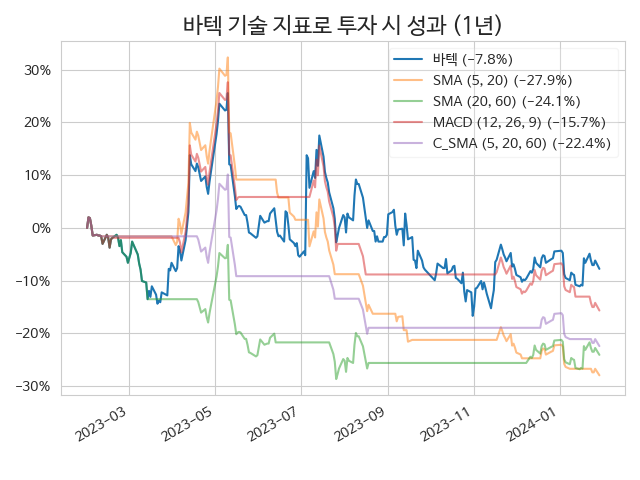 바텍 기술 지표로 투자 시 성과 (1년)
30%
20%
10%
0%
−10%
−20%
−30%
바텍 (−7.8%)
SMA (5, 20) (−27.9%)
SMA (20, 60) (−24.1%)
MACD (12, 26, 9) (−15.7%)
C_SMA (5, 20, 60) (−22.4%)
2023−03
2023−05
2023−07
2023−09
2023−11
2024−01